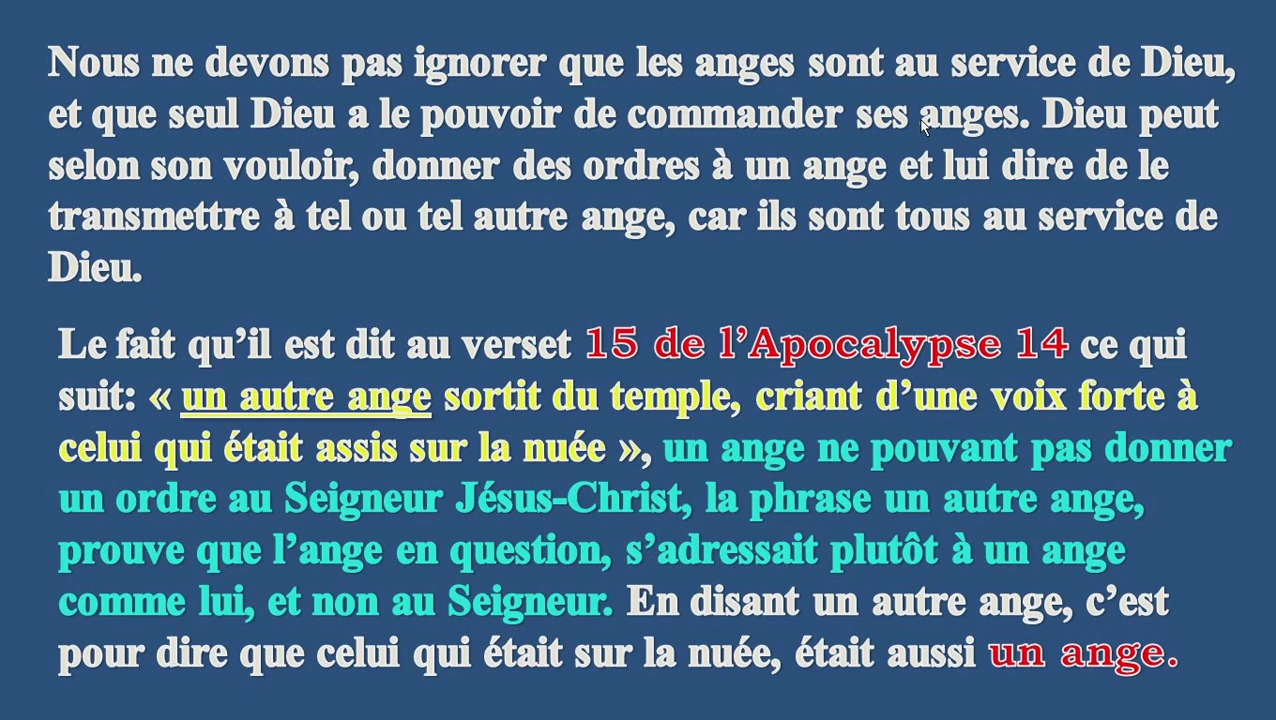 Nous ne devons pas ignorer que les anges sont au service de Dieu,
et que seul Dieu a le pouvoir de commander ses anges. Dieu peut
selon son vouloir, donner des ordres à un ange et lui dire de le
transmettre à tel ou tel autre ange, car ils sont tous au service de
Dieu.
Le fait qu’il est dit au verset 15 de l’Apocalypse 14 ce qui
suit: « un autre ange sortit du temple, criant d’une voix forte à
celui qui était assis sur la nuée », un ange ne pouvant pas donner
un ordre au Seigneur Jésus-Christ, la phrase un autre ange,
prouve que l’ange en question, s’adressait plutôt à un ange
comme lui, et non au Seigneur. En disant un autre ange, c’est
pour dire que celui qui était sur la nuée, était aussi un ange.